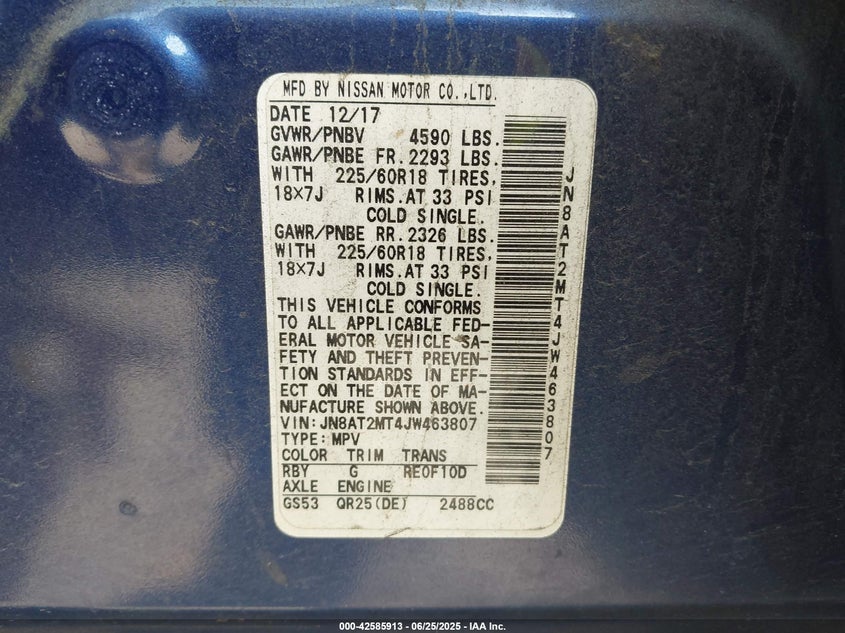 MFD BY NISSAN MOTOR CO.,LTD.
DATE 12/17
GVWR/PNBV 4590 LBS.
GAWR/PNBE FR. 2293 LBS.
WITH 225/60R18 TIRES,
18×7J RIMS.AT 33 PSI
COLD SINGLE.
GAWR/PNBE RR. 2326 LBS.
WITH 225/60R18 TIRES,
18×7J RIMS.AT 33 PSI
COLD SINGLE.
THIS VEHICLE CONFORMS
TO ALL APPLICABLE FED-
ERAL MOTOR VEHICLE SA-
FETY AND THEFT PREVEN-
TION STANDARDS IN EFF-
ECT ON THE DATE OF MA-
NUFACTURE SHOWN ABOVE.
VIN: JN8AT2MT4JW463807
TYPE: MPV
COLOR TRIM TRANS
RBY G RE0F10D
AXLE ENGINE
GS53 QR25(DE) 2488CC
JN8AT2MT4JW463807
000-42585913 - 06/25/2025 - IAA Inc.